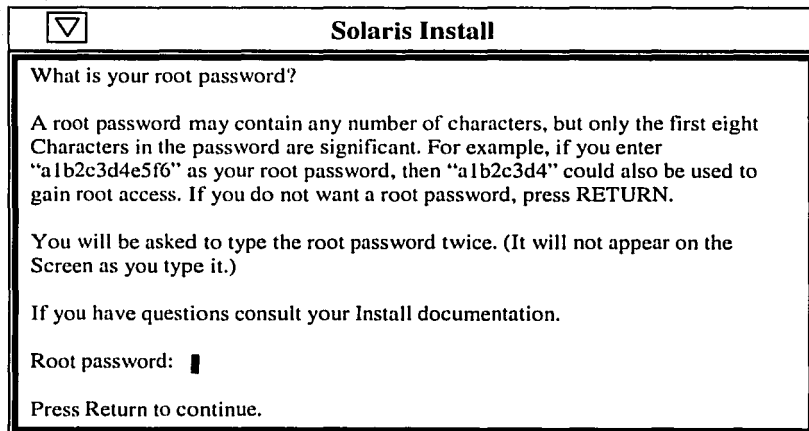 Solaris Install
What is your root password?
A root password may contain any number of characters, but only the first eight
Characters in the password are significant. For example, if you enter
“a1b2c3d4e5f6” as your root password, then “a1b2c3d4” could also be used to
gain root access. If you do not want a root password, press RETURN.
You will be asked to type the root password twice. (It will not appear on the
Screen as you type it.)
If you have questions consult your Install documentation.
Root password:
Press Return to continue.